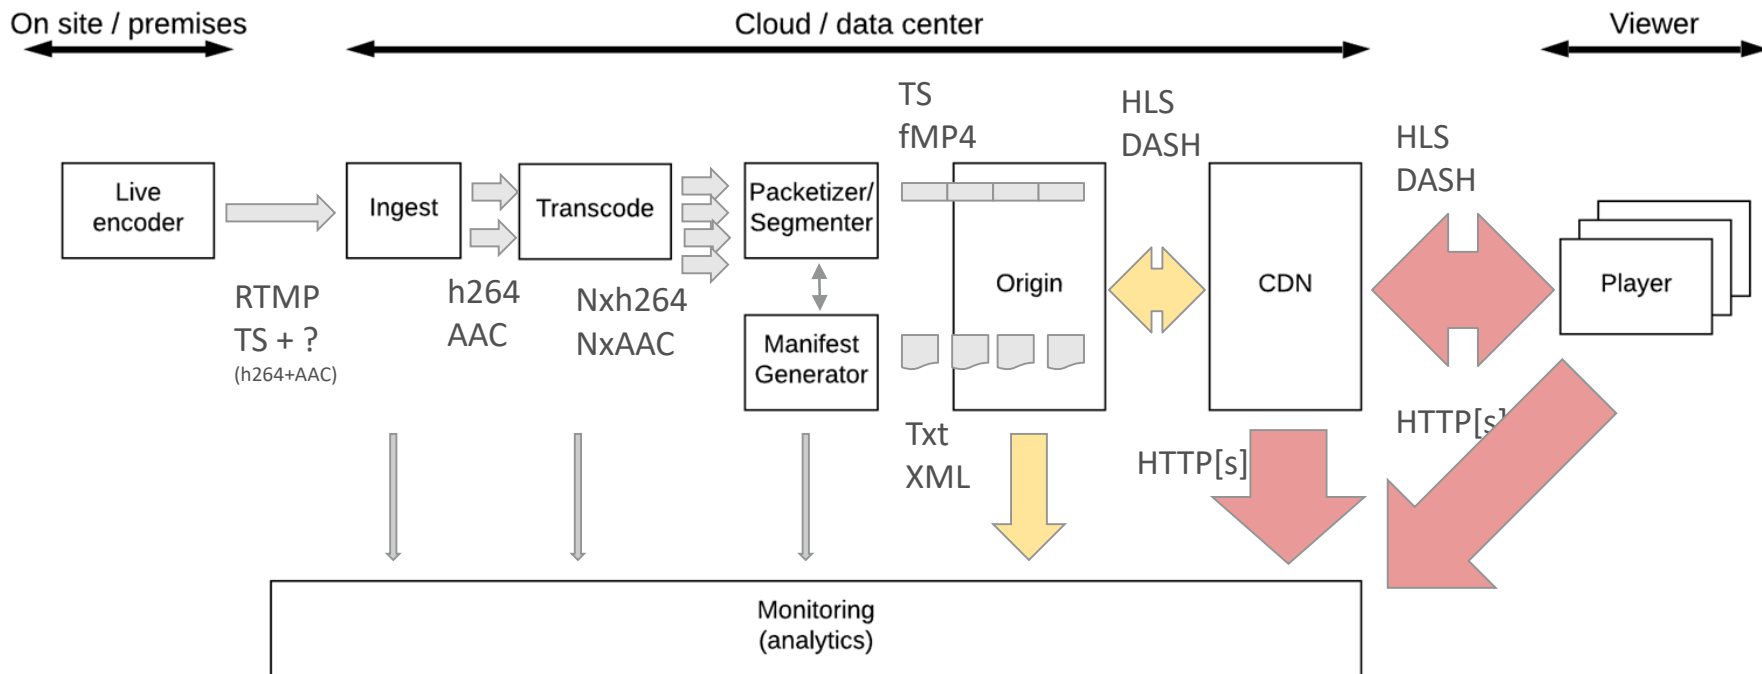 On site / premises
Cloud / data center
Viewer
TS
fMP4
HLS
DASH
HLS
DASH
Live
encoder
Ingest
Transcode
Packetizer/
Segmenter
Origin
CDN
Player
RTMP
TS + ?
(h264+AAC)
h264
AAC
Nxh264
NxAAC
Manifest
Generator
Txt
XML
HTTP[s]
HTTP[s]
Monitoring
(analytics)